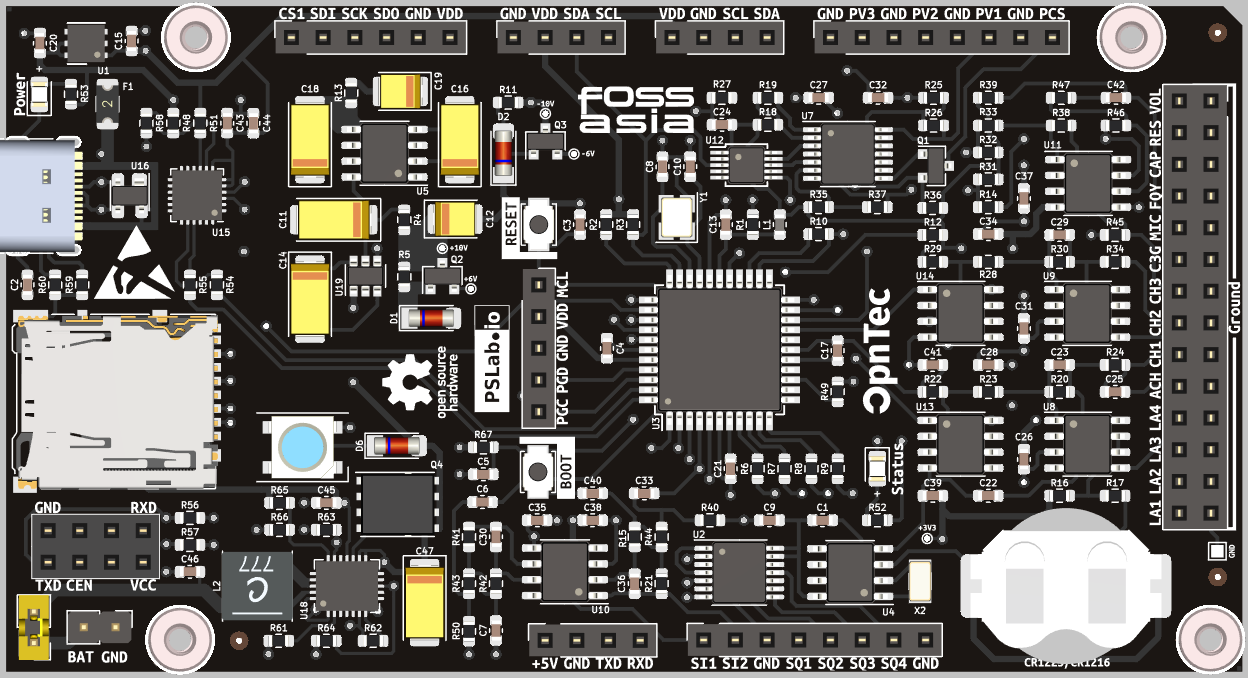 CS1 SDI SCK SDO GND VDD
GND VDD SDA SCL
VDD GND SCL SDA
GND PV3 GND PV2 GND PV1 GND PCS
C20
C15
U1
Power
+
R53
F1
2
R58
R48
R51
C43
C44
U16
U15
C18
R13
C19
C16
R11
D2
-10V
Q3
-6V
U5
C11
R4
C12
+10V
Q2
+6V
R5
C14
U19
D1
foss
asia
RESET
C3
R2
R3
C8
C10
Y1
R27
R19
C24
R18
U12
C13
R1
L1
C27
C32
U7
R35
R37
R10
R25
R26
Q1
R36
R12
R29
U14
R39
R33
R32
R31
R14
C34
R28
C37
R47
C42
R38
R46
U11
C29
R45
R30
R34
U9
C31
C2
R60
R59
R55
R54
open source
hardware
PSLab.io
PGC PGD GND VDD MCL
C4
U3
C17
R49
OpnTec
C41
C28
R22
R23
U13
C23
R24
R20
C25
U8
C26
C39
C22
R16
R17
LA1 LA2 LA3 LA4 ACH CH1 CH2 CH3 C3G MIC FQY CAP RES VOL
Ground
D6
R67
C5
C6
Q4
BOOT
C40
C33
C35
C38
C21
R6
R7
R8
R9
Status
+
R40
C9
C1
R52
+3V3
GND
GND
RXD
TXD CEN
VCC
R56
R57
C46
R65
C45
R66
R63
L2
C
777
U18
C47
R41
C30
R43
R42
R50
C7
R61
R64
R62
R15
R44
C36
R21
U10
U2
U4
X2
BAT GND
+5V GND TXD RXD
SI1 SI2 GND SQ1 SQ2 SQ3 SQ4 GND
CR1225/CR1216